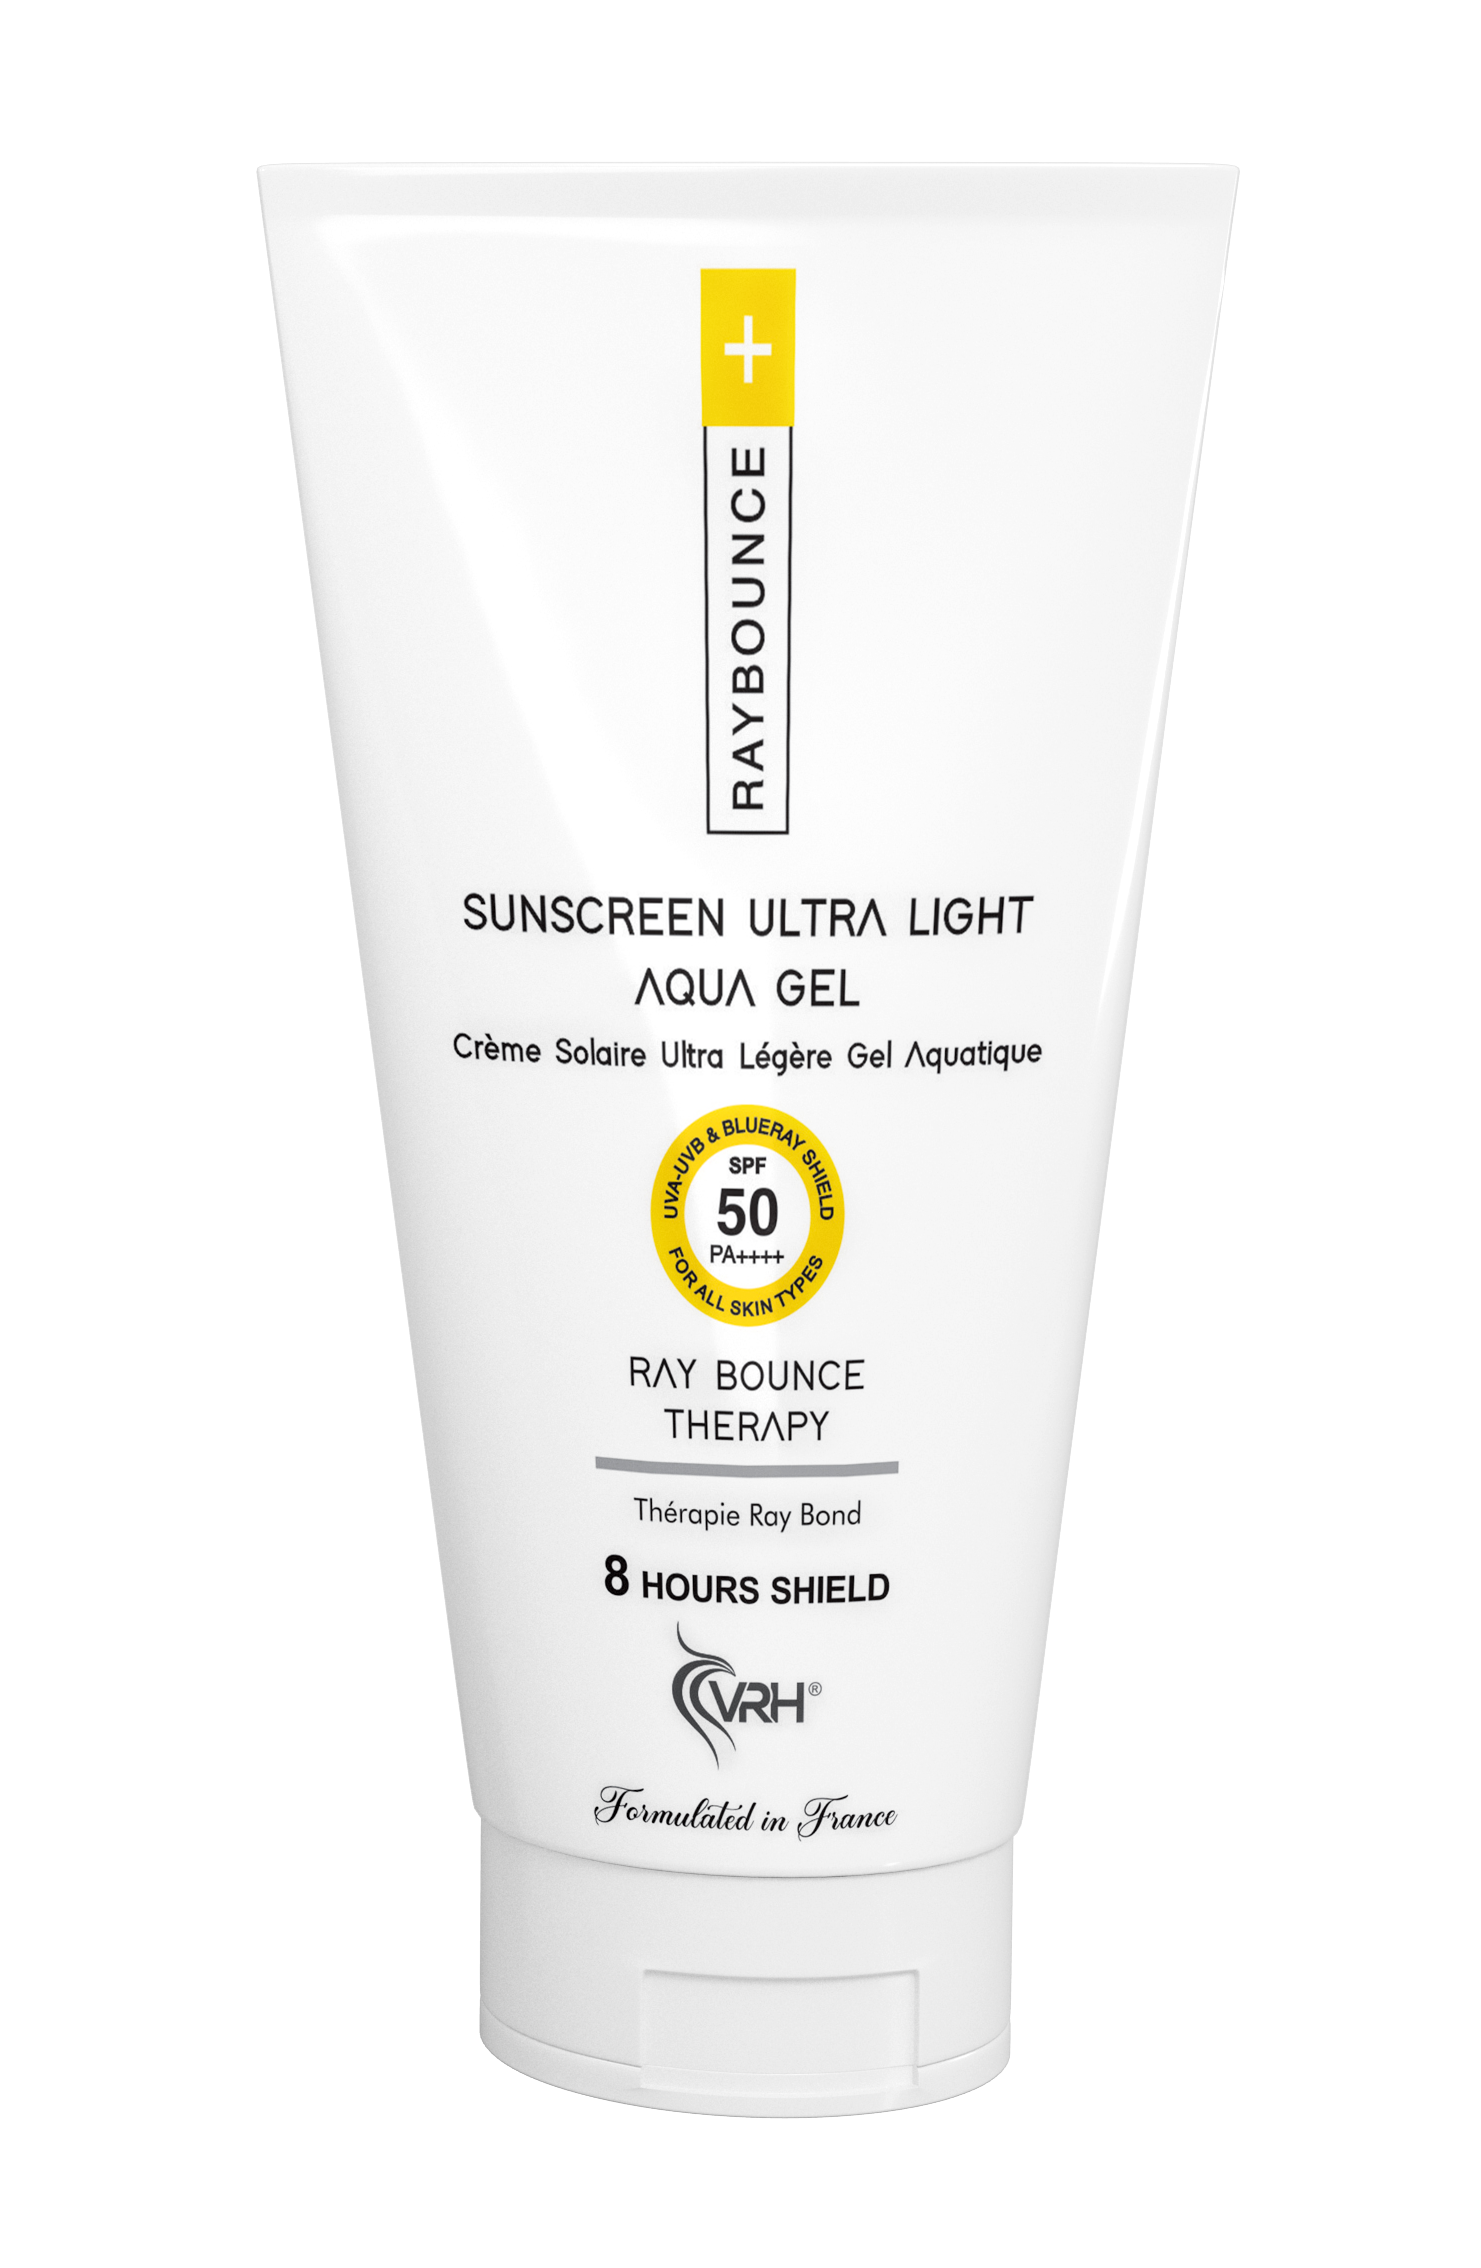 +
RAYBOUNCE
SUNSCREEN ULTRA LIGHT
AQUA GEL
Crème Solaire Ultra Légère Gel Aquatique
UVA-UVB & BLUERAY SHIELD
SPF
50
PA++++
FOR ALL SKIN TYPES
RAY BOUNCE
THERAPY
Thérapie Ray Bond
8 HOURS SHIELD
VRH®
Formulated in France